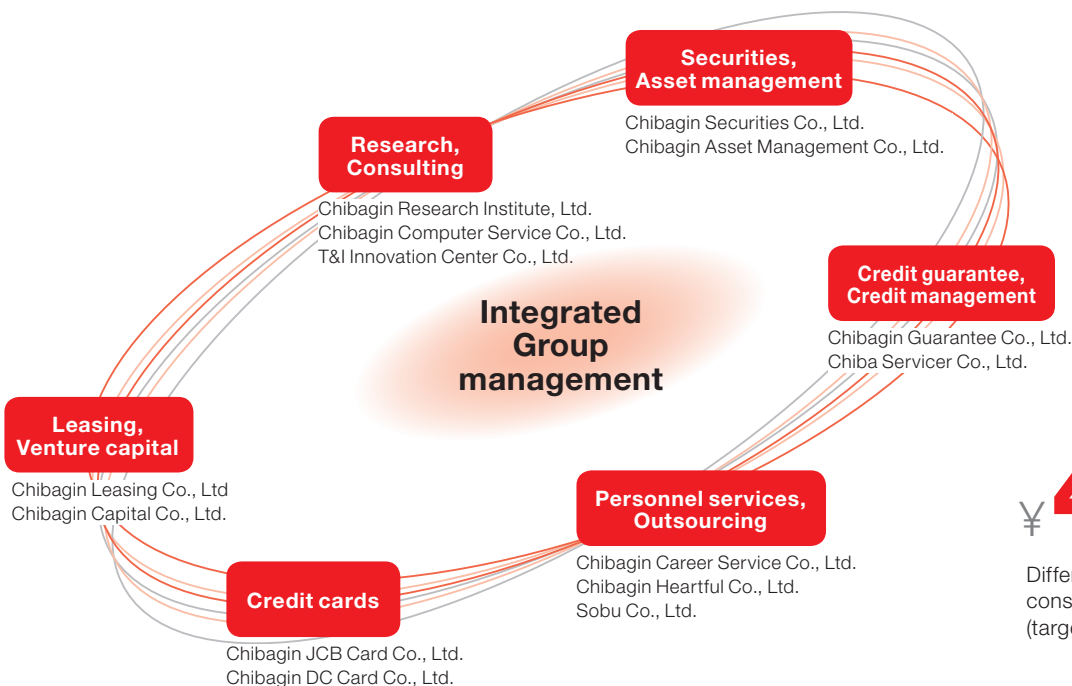 Securities,
Asset management
Chibagin Securities Co., Ltd.
Chibagin Asset Management Co., Ltd.
Research,
Consulting
Chibagin Research Institute, Ltd.
Chibagin Computer Service Co., Ltd.
T&I Innovation Center Co., Ltd.
Integrated
Group
management
Credit guarantee,
Credit management
Chibagin Guarantee Co., Ltd.
Chiba Servicer Co., Ltd.
Leasing,
Venture capital
Chibagin Leasing Co., Ltd
Chibagin Capital Co., Ltd.
Personnel services,
Outsourcing
Chibagin Career Service Co., Ltd.
Chibagin Heartful Co., Ltd.
Sobu Co., Ltd.
Credit cards
Chibagin JCB Card Co., Ltd.
Chibagin DC Card Co., Ltd.
¥